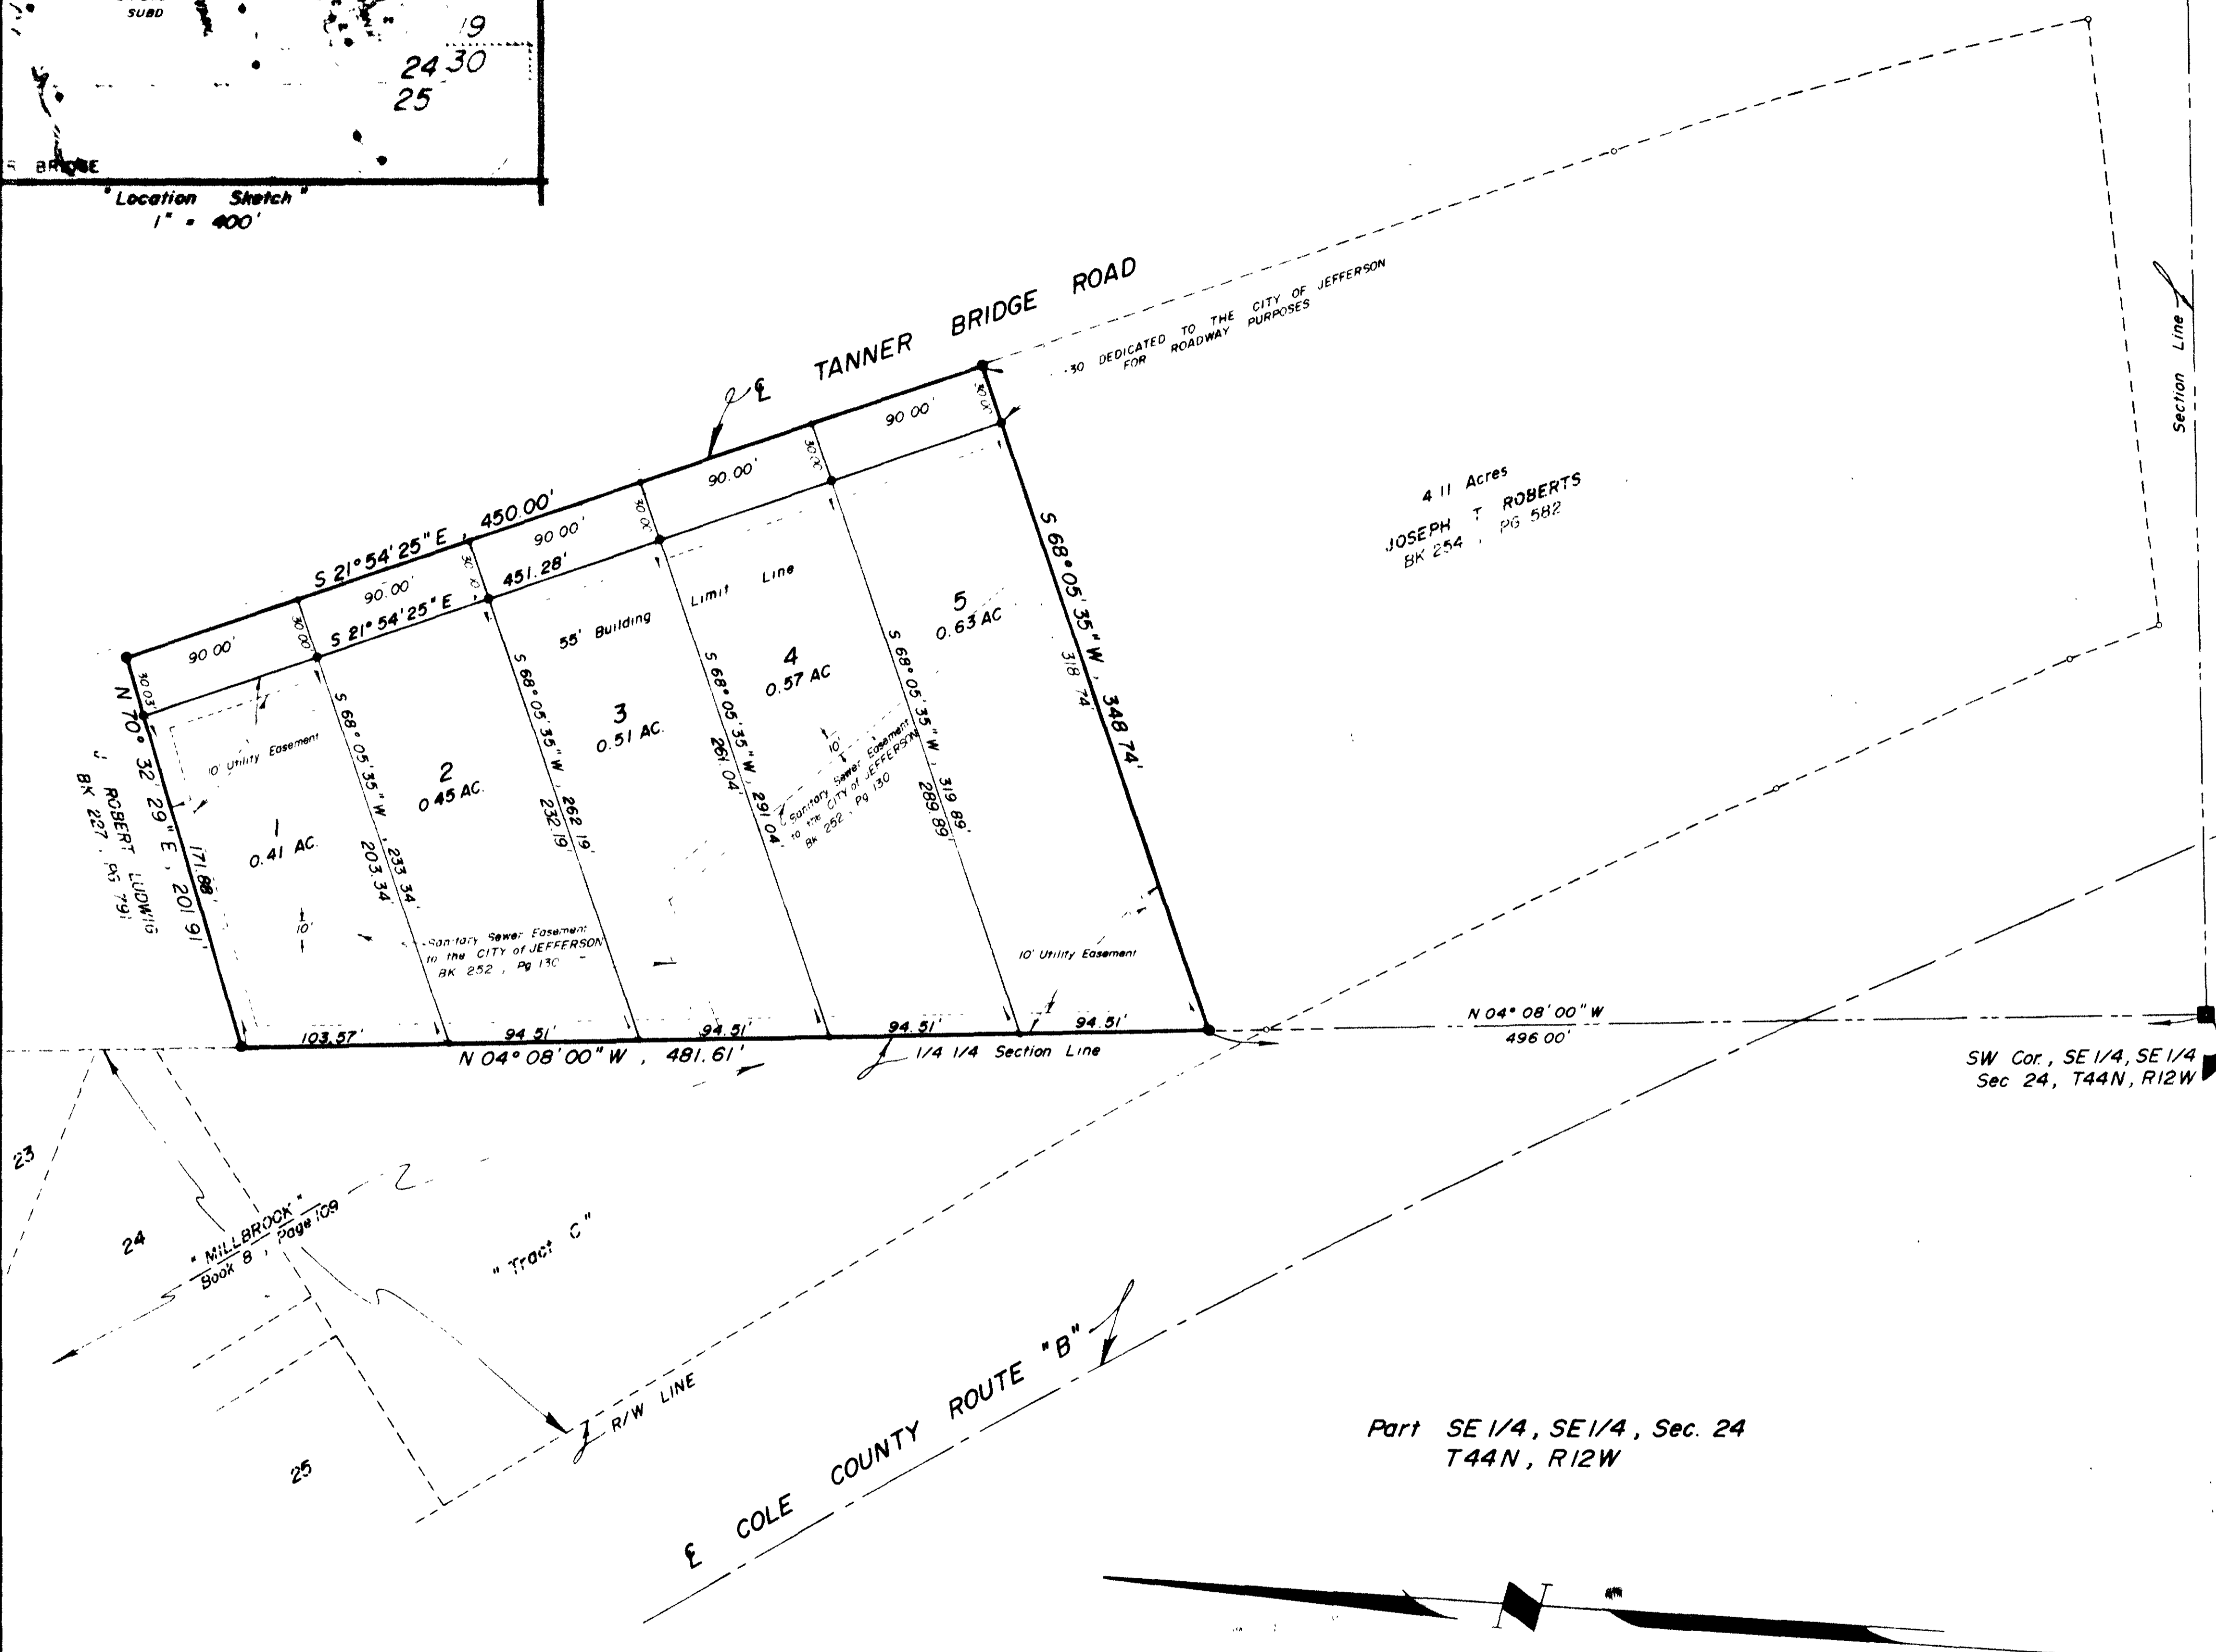 SUBD
19
24 30
25
BRIDGE
"Location Sketch"
1" = 400'
℄ TANNER BRIDGE ROAD
30 DEDICATED TO THE CITY OF JEFFERSON
FOR ROADWAY PURPOSES
Section Line
4 11 Acres
JOSEPH T ROBERTS
BK 254 , PG 582
S 21° 54' 25" E , 450.00'
90 00'
90.00'
90 00'
90.00'
90 00'
S 21° 54' 25" E
451.28'
30 03'
30 00'
30 00'
30 00'
30 00'
55' Building Limit Line
N 70° 32' 29" E , 201 91'
171.88'
J ROBERT LUDWIG
BK 227 , PG 791
10' Utility Easement
1
0.41 AC.
10'
S 68° 05' 35" W , 233 34'
203.34'
2
0 45 AC.
Sanitary Sewer Easement
to the CITY of JEFFERSON
BK 252 , Pg 130
S 68° 05' 35" W , 262 19'
232.19'
3
0.51 AC.
S 68° 05' 35" W , 291 04'
261.04'
4
0.57 AC
10'
Sanitary Sewer Easement
to the CITY of JEFFERSON
Bk 252 , Pg 130
S 68° 05' 35" W , 319 89'
289.89'
5
0.63 AC
S 68° 05' 35" W , 348 74'
318 74'
10' Utility Easement
103.57'
94 51'
94.51'
94.51'
94.51'
N 04° 08' 00" W , 481.61'
1/4 1/4 Section Line
N 04° 08' 00" W
496 00'
SW Cor. , SE 1/4, SE 1/4
Sec 24, T44N, R12W
23
24
"MILLBROOK"
Book 8 , Page 109
"Tract C"
25
R/W LINE
℄ COLE COUNTY ROUTE "B"
Part SE 1/4, SE 1/4, Sec. 24
T44N, R12W
N